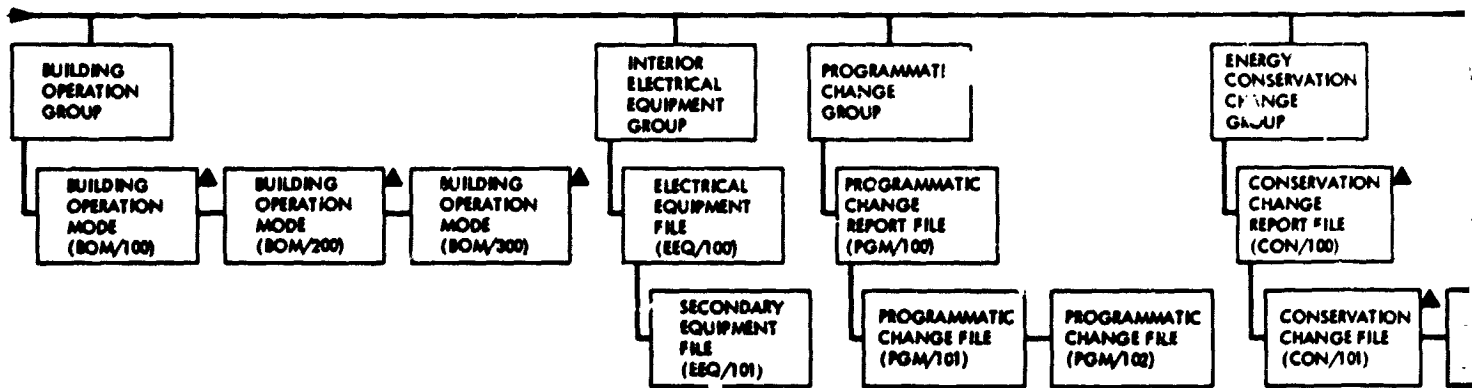 BUILDING
OPERATION
GROUP
INTERIOR
ELECTRICAL
EQUIPMENT
GROUP
PROGRAMMATI
CHANGE
GROUP
ENERGY
CONSERVATION
CHANGE
GROUP
BUILDING
OPERATION
MODE
(BOM/100)
BUILDING
OPERATION
MODE
(BOM/200)
BUILDING
OPERATION
MODE
(BOM/300)
ELECTRICAL
EQUIPMENT
FILE
(EEQ/100)
PROGRAMMATIC
CHANGE
REPORT FILE
(PGM/100)
CONSERVATION
CHANGE
REPORT FILE
(CON/100)
SECONDARY
EQUIPMENT
FILE
(EEQ/101)
PROGRAMMATIC
CHANGE FILE
(PGM/101)
PROGRAMMATIC
CHANGE FILE
(PGM/102)
CONSERVATION
CHANGE FILE
(CON/101)